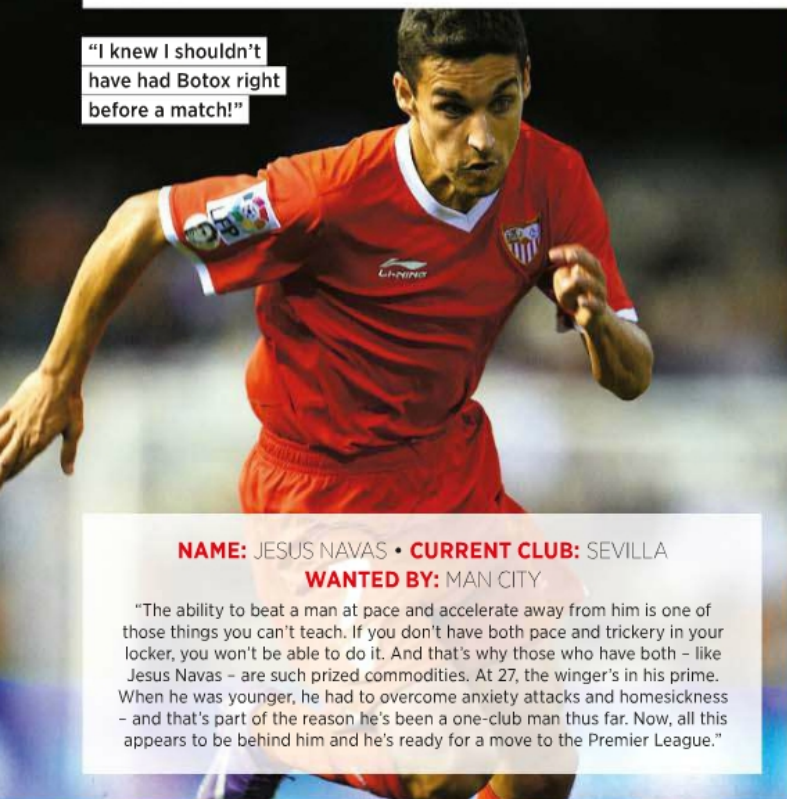 “I knew I shouldn’t
have had Botox right
before a match!”
LFP
LI-NING
NAME: JESUS NAVAS • CURRENT CLUB: SEVILLA
WANTED BY: MAN CITY
“The ability to beat a man at pace and accelerate away from him is one of
those things you can’t teach. If you don’t have both pace and trickery in your
locker, you won’t be able to do it. And that’s why those who have both – like
Jesus Navas – are such prized commodities. At 27, the winger’s in his prime.
When he was younger, he had to overcome anxiety attacks and homesickness
– and that’s part of the reason he’s been a one-club man thus far. Now, all this
appears to be behind him and he’s ready for a move to the Premier League.”